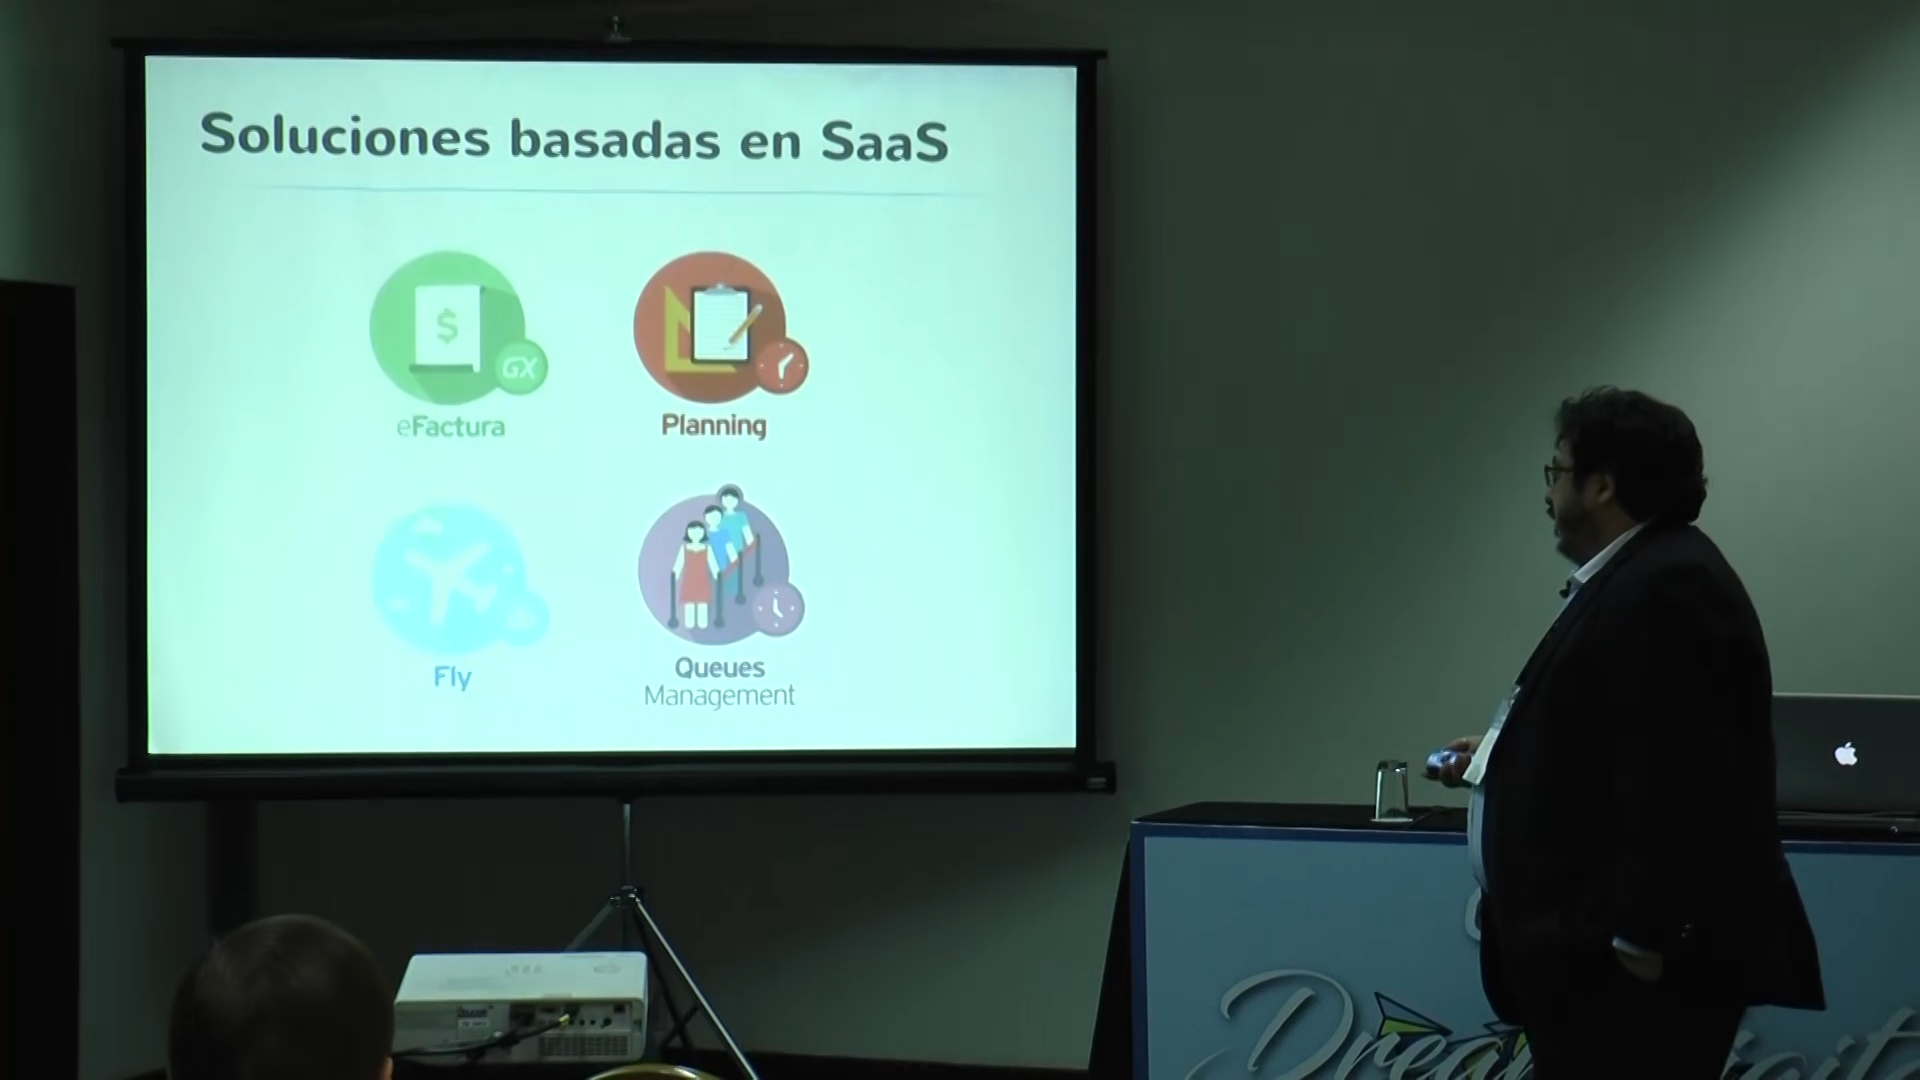 Soluciones basadas en SaaS
$
GX
eFactura
Planning
Fly
Queues
Management